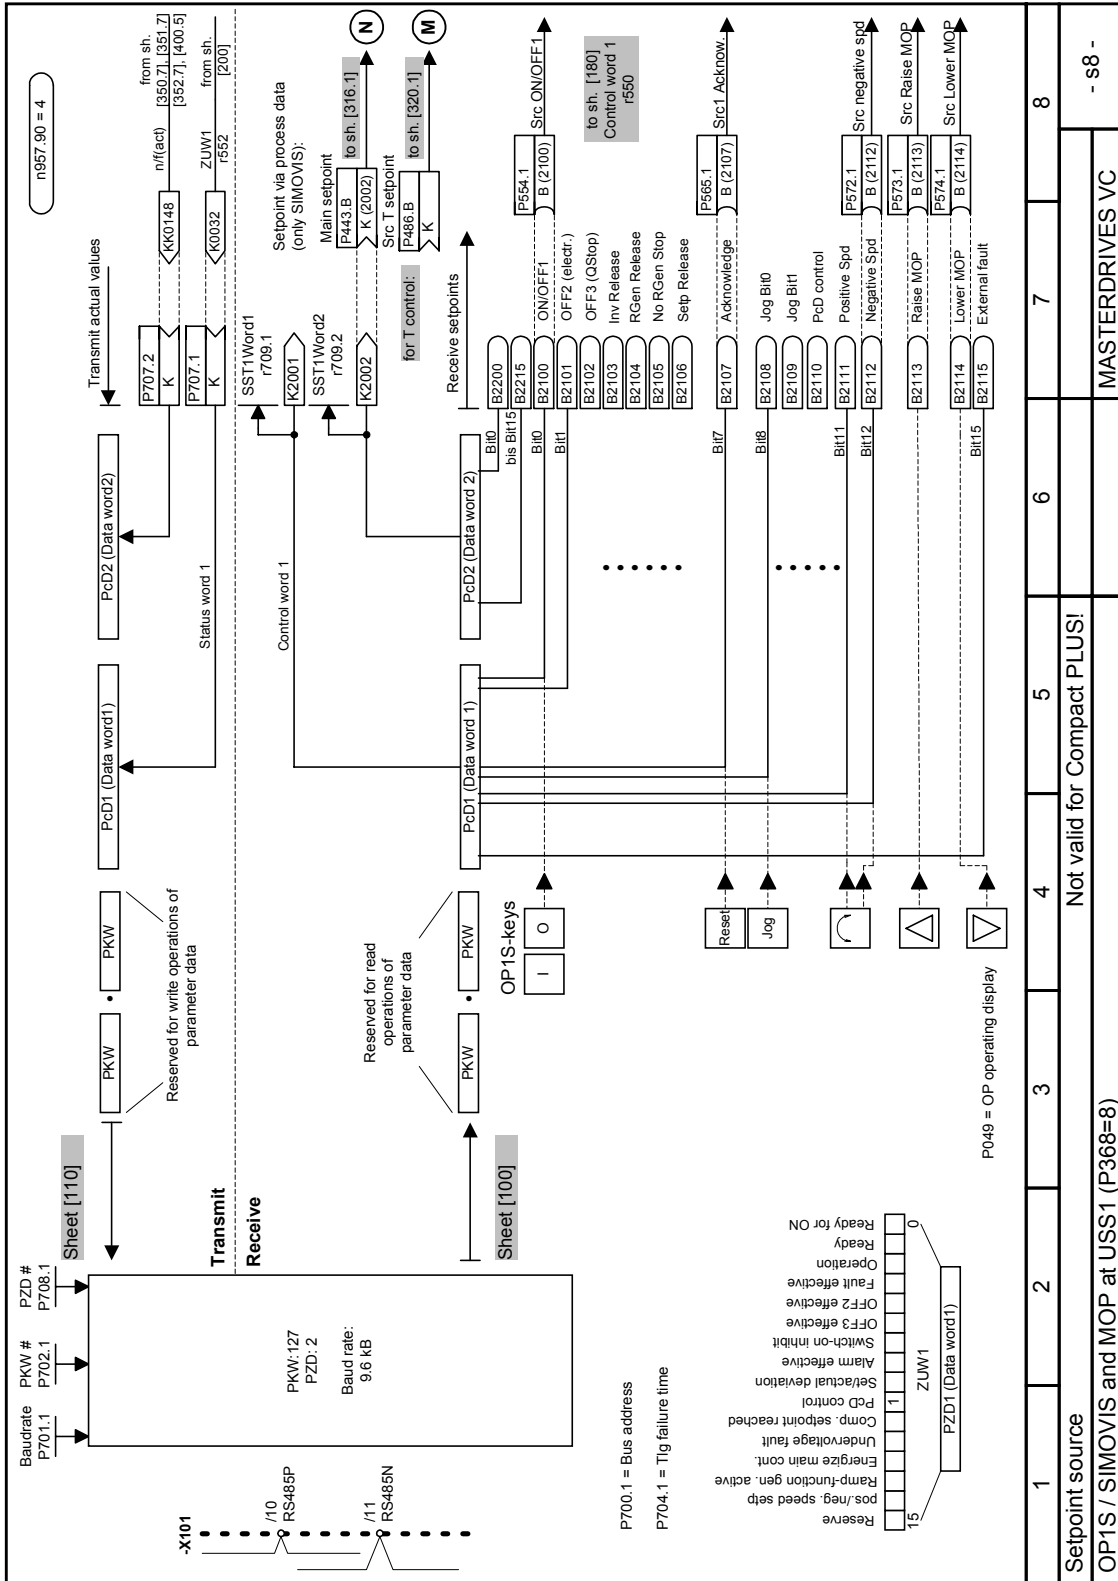 n957.90 = 4
Baudrate
P701.1
PKW #
P702.1
PZD #
P708.1
Sheet [110]
PKW
PKW
Reserved for write operations of
parameter data
PcD1 (Data word1)
PcD2 (Data word2)
Transmit actual values
P707.2
K
KK0148
n/f(act)
from sh.
[350.7], [351.7]
[352.7], [400.5]
P707.1
K
K0032
ZUW1
r552
from sh.
[200]
Status word 1
Transmit
Receive
-X101
/10
RS485P
/11
RS485N
PKW:127
PZD: 2
Baud rate:
9.6 kB
Control word 1
SST1Word1
r709.1
K2001
SST1Word2
r709.2
K2002
Setpoint via process data
(only SIMOVIS):
Main setpoint
P443.B
K (2002)
to sh. [316.1]
N
Src T setpoint
for T control:
P486.B
K
to sh. [320.1]
M
Sheet [100]
Reserved for read
operations of
parameter data
PKW
PKW
PcD1 (Data word 1)
PcD2 (Data word 2)
Receive setpoints
OP1S-keys
I
O
Bit0
B2200
bis Bit15
B2215
Bit0
B2100
ON/OFF1
P554.1
B (2100)
Src ON/OFF1
Bit1
B2101
OFF2 (electr.)
B2102
OFF3 (QStop)
B2103
Inv Release
B2104
RGen Release
B2105
No RGen Stop
B2106
Setp Release
to sh. [180]
Control word 1
r550
Reset
Bit7
B2107
Acknowledge
P565.1
B (2107)
Src1 Acknow.
Jog
Bit8
B2108
Jog Bit0
B2109
Jog Bit1
B2110
PcD control
Bit11
B2111
Positive Spd
Bit12
B2112
Negative Spd
P572.1
B (2112)
Src negative spd
B2113
Raise MOP
P573.1
B (2113)
Src Raise MOP
B2114
Lower MOP
P574.1
B (2114)
Src Lower MOP
Bit15
B2115
External fault
P700.1 = Bus address
P704.1 = Tlg failure time
P049 = OP operating display
Reserve
pos./neg. speed setp
Ramp-function gen. active
Energize main cont.
Undervoltage fault
Comp. setpoint reached
PcD control
Set/actual deviation
Alarm effective
Switch-on inhibit
OFF3 effective
OFF2 effective
Fault effective
Operation
Ready
Ready for ON
1
15
0
ZUW1
PZD1 (Data word1)
1
2
3
4
5
6
7
8
Setpoint source
Not valid for Compact PLUS!
OP1S / SIMOVIS and MOP at USS1 (P368=8)
MASTERDRIVES VC
- s8 -